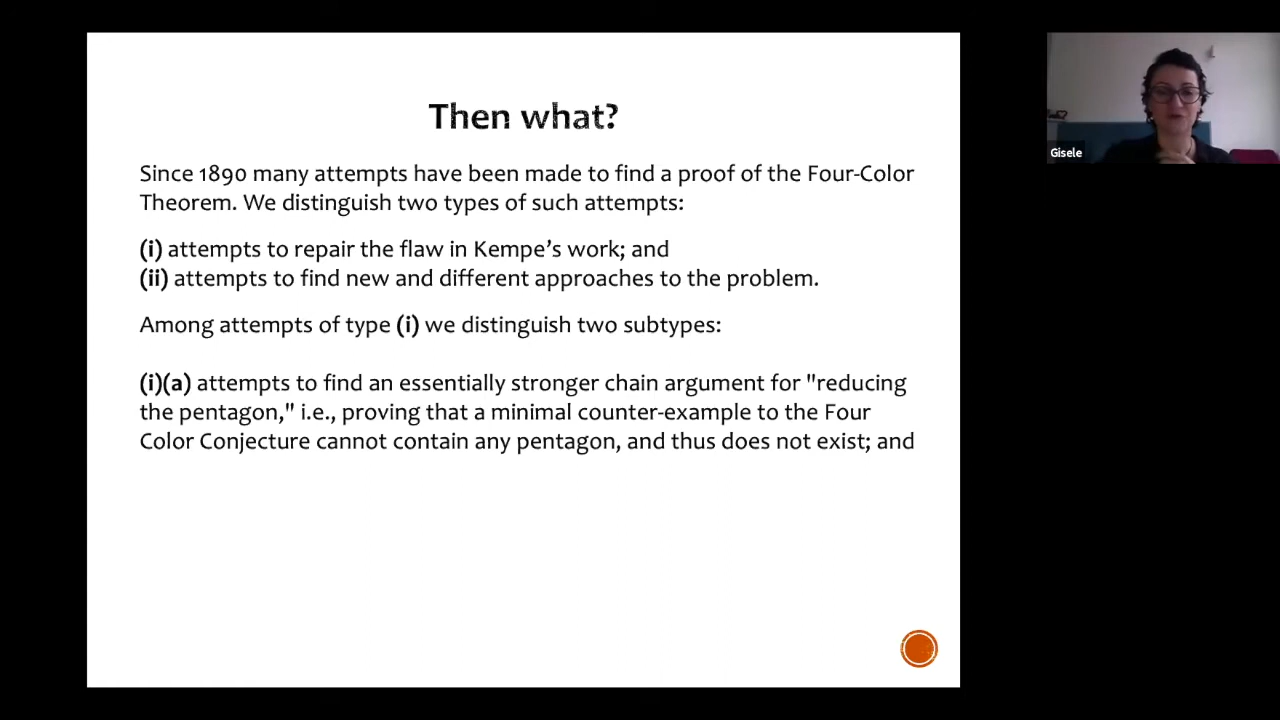 Then what?
Since 1890 many attempts have been made to find a proof of the Four-Color
Theorem. We distinguish two types of such attempts:
(i) attempts to repair the flaw in Kempe’s work; and
(ii) attempts to find new and different approaches to the problem.
Among attempts of type (i) we distinguish two subtypes:
(i)(a) attempts to find an essentially stronger chain argument for "reducing
the pentagon," i.e., proving that a minimal counter-example to the Four
Color Conjecture cannot contain any pentagon, and thus does not exist; and
Gisele